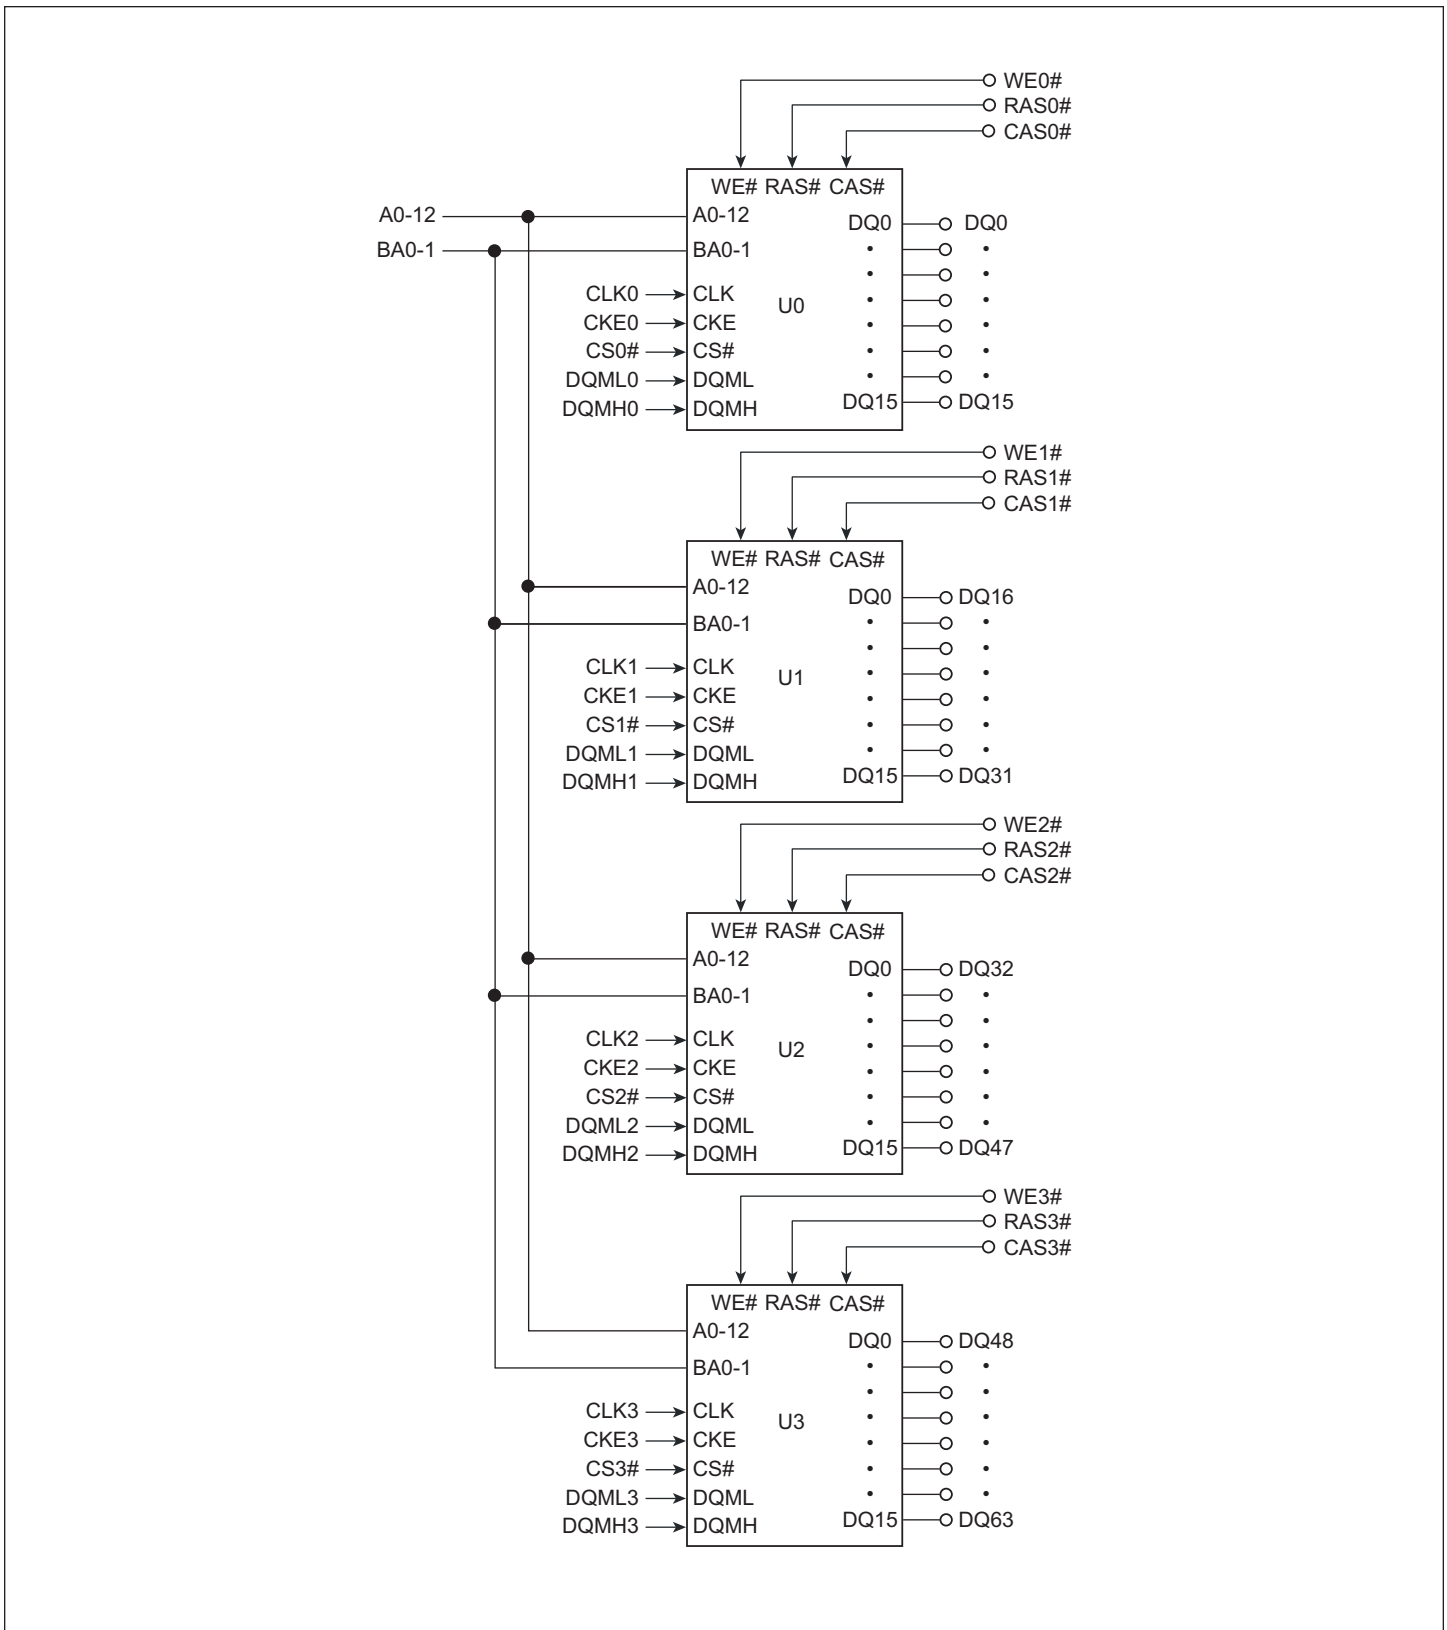 WE0#
RAS0#
CAS0#
WE# RAS# CAS#
A0-12 A0-12
DQ0 DQ0
BA0-1 BA0-1
CLK0 CLK
U0
CKE0 CKE
CS0# CS#
DQML0 DQML
DQ15 DQ15
DQMH0 DQMH
WE1#
RAS1#
CAS1#
WE# RAS# CAS#
A0-12
DQ0 DQ16
BA0-1
CLK1 CLK
U1
CKE1 CKE
CS1# CS#
DQML1 DQML
DQ15 DQ31
DQMH1 DQMH
WE2#
RAS2#
CAS2#
WE# RAS# CAS#
A0-12
DQ0 DQ32
BA0-1
CLK2 CLK
U2
CKE2 CKE
CS2# CS#
DQML2 DQML
DQ15 DQ47
DQMH2 DQMH
WE3#
RAS3#
CAS3#
WE# RAS# CAS#
A0-12
DQ0 DQ48
BA0-1
CLK3 CLK
U3
CKE3 CKE
CS3# CS#
DQML3 DQML
DQ15 DQ63
DQMH3 DQMH